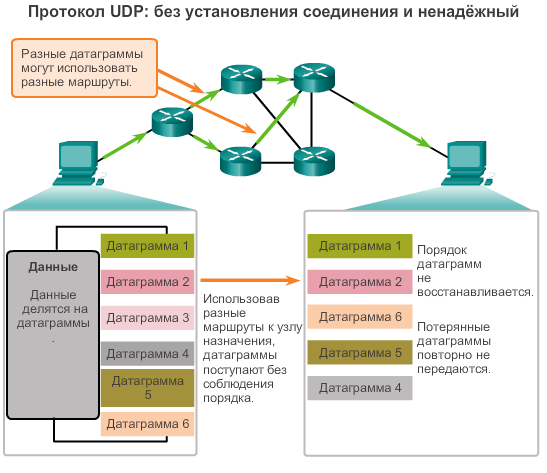 Протокол UDP: без установления соединения и ненадёжный
Разные датаграммы
могут использовать
разные маршруты.
Данные
Данные
делятся на
датаграммы
.
Датаграмма 1
Датаграмма 2
Датаграмма 3
Датаграмма 4
Датаграмма
5
Датаграмма 6
Использовав
разные
маршруты к узлу
назначения,
датаграммы
поступают без
соблюдения
порядка.
Датаграмма 1
Датаграмма 2
Датаграмма 6
Датаграмма 5
Датаграмма 4
Порядок
датаграмм
не
восстанавливается.
Потерянные
датаграммы
повторно не
передаются.